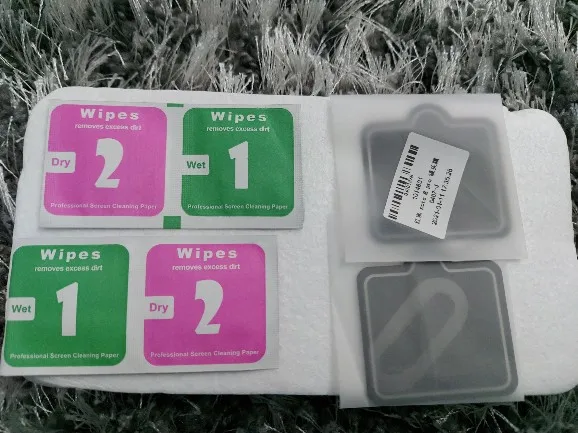 Wipes
removes excess dirt
Dry
2
Professional Screen Cleaning Paper
Wipes
removes excess dirt
Wet
1
Professional Screen Cleaning Paper
Wipes
removes excess dirt
Wet
1
Professional Screen Cleaning Paper
Wipes
removes excess dirt
Dry
2
Professional Screen Cleaning Paper